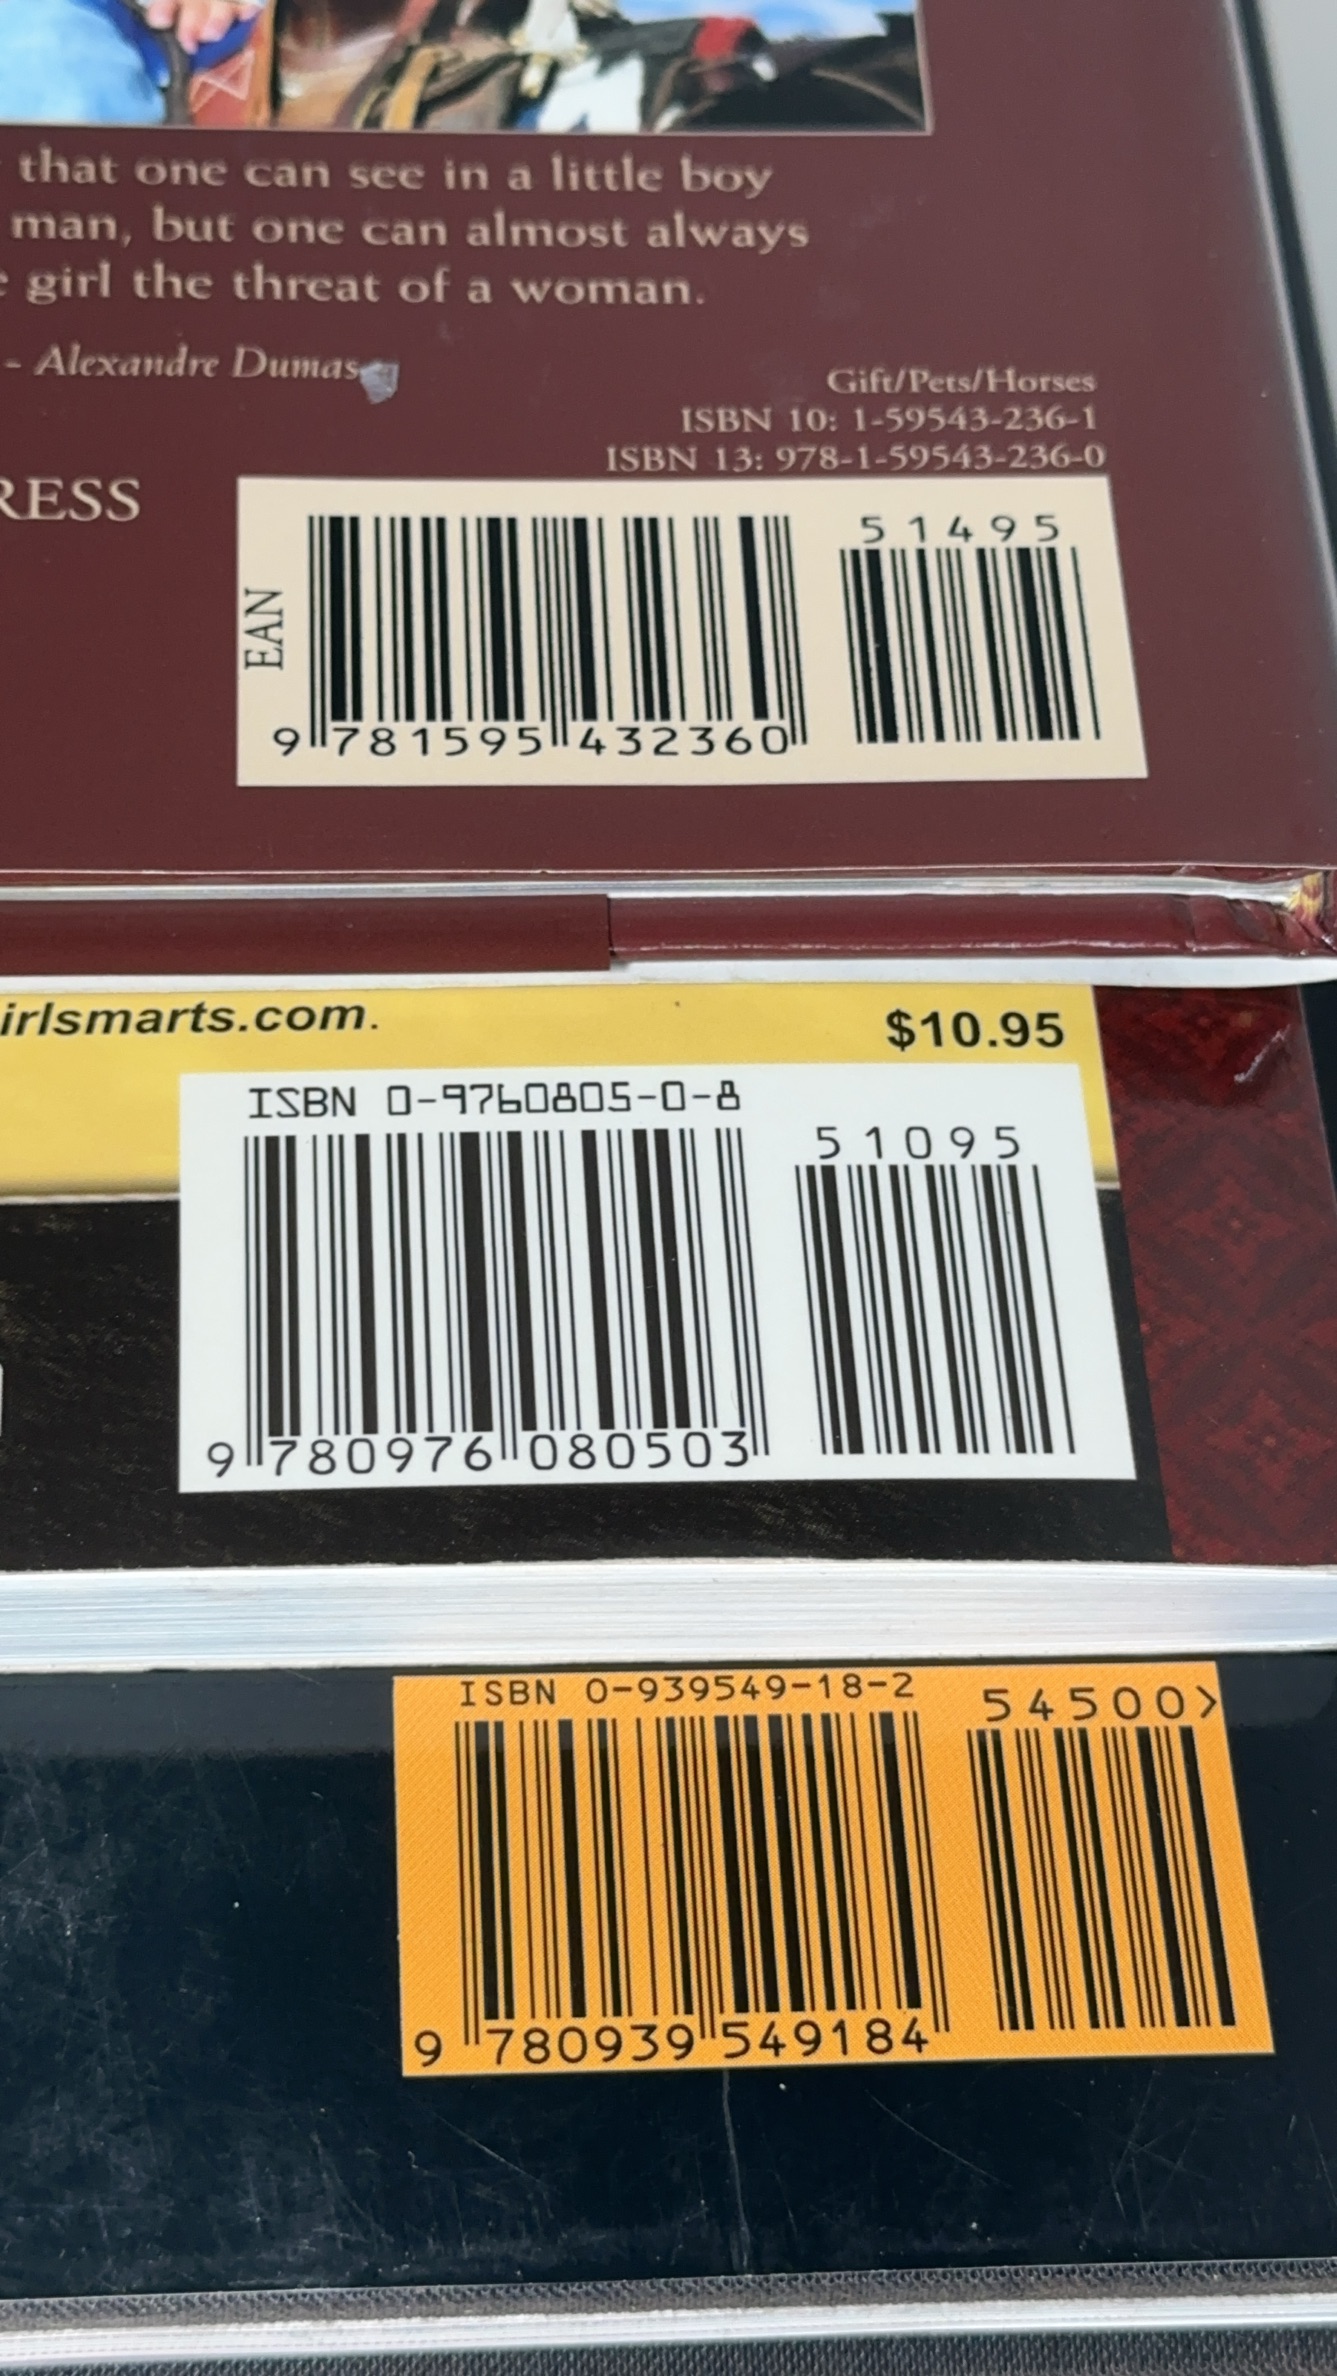 that one can see in a little boy
man, but one can almost always
girl the threat of a woman.
- Alexandre Dumas
Gift/Pets/Horses
ISBN 10: 1-59543-236-1
ISBN 13: 978-1-59543-236-0
RESS
51495
EAN
9 781595 432360
irlsmarts.com.
$10.95
ISBN 0-9760805-0-8
51095
9 780976 080503
ISBN 0-939549-18-2
54500>
9 780939 549184